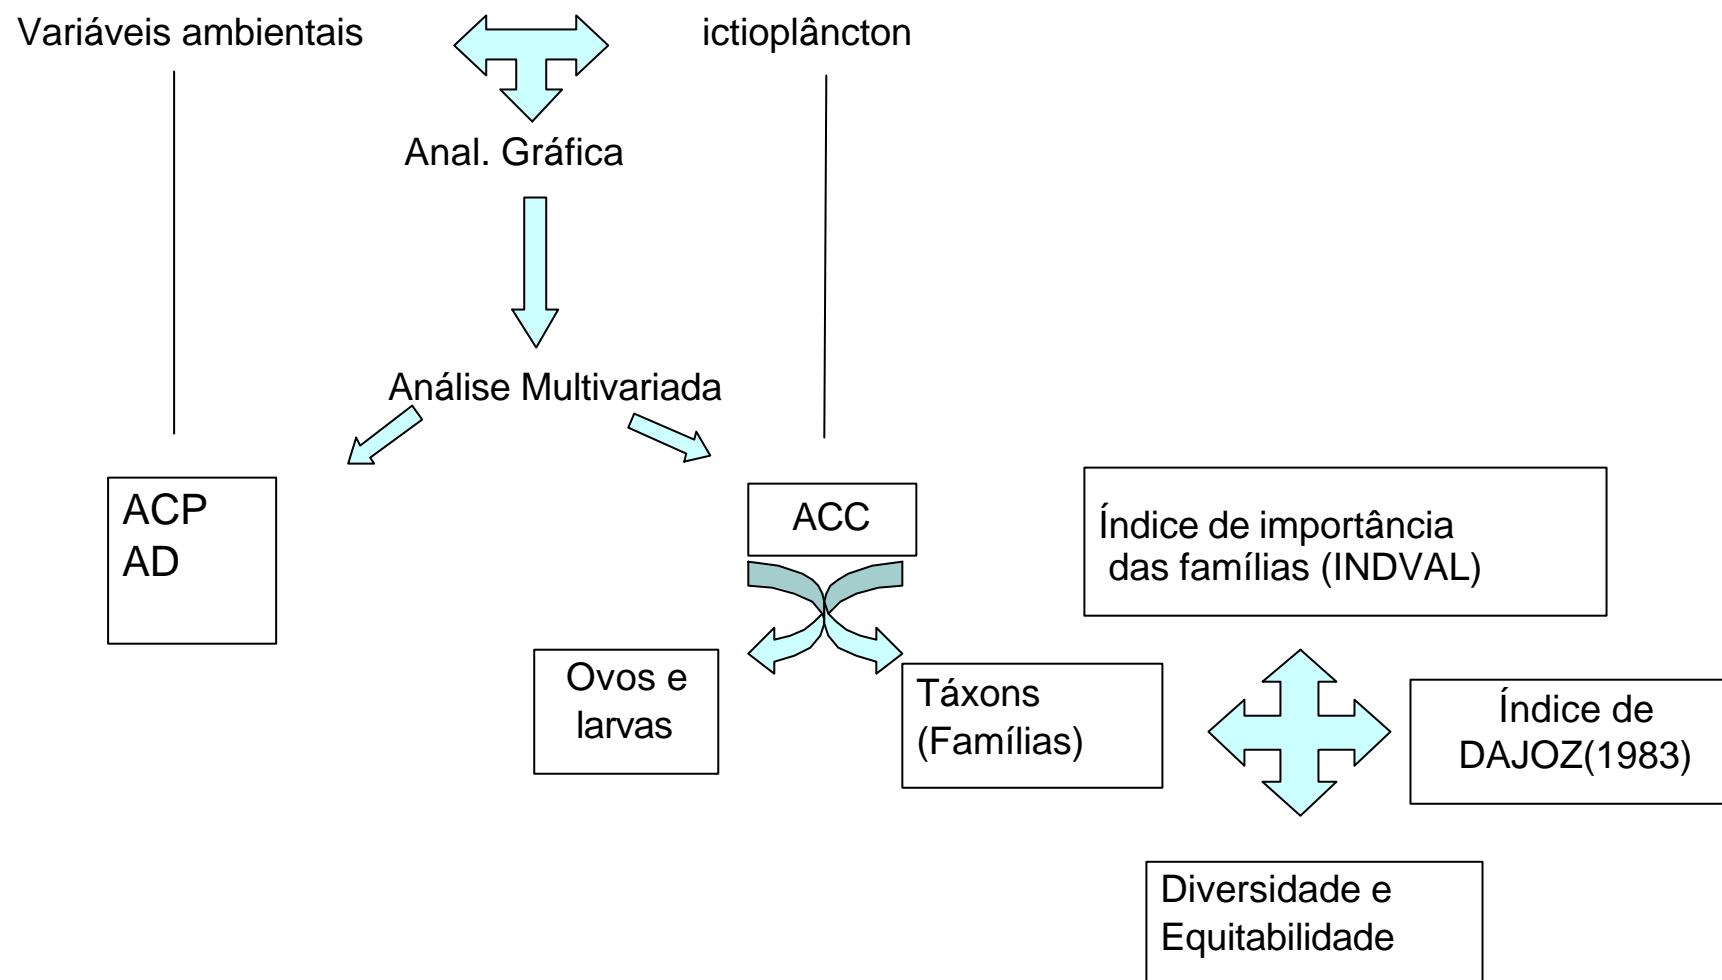 Variáveis ambientais
ictioplâncton
Anal. Gráfica
Análise Multivariada
ACP
AD
ACC
Índice de importância
das famílias (INDVAL)
Ovos e
larvas
Táxons
(Famílias)
Índice de
DAJOZ(1983)
Diversidade e
Equitabilidade